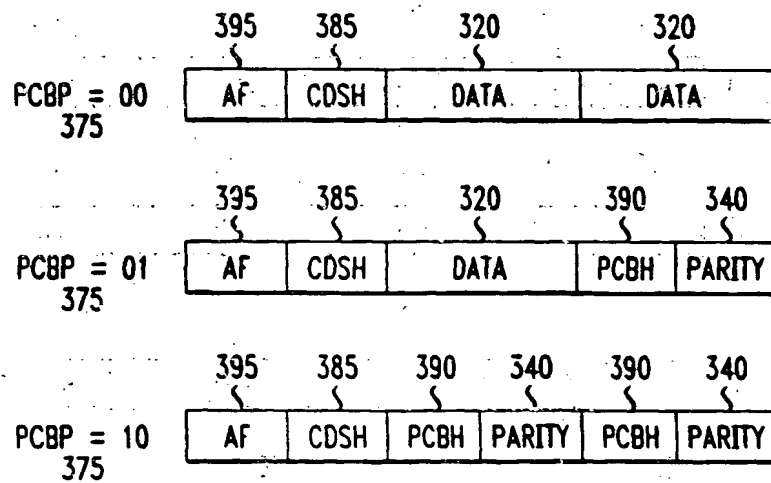 395 385 320 320
PCBP = 00 AF CDSH DATA DATA
375
395 385 320 390 340
PCBP = 01 AF CDSH DATA PCBH PARITY
375
395 385 390 340 390 340
PCBP = 10 AF CDSH PCBH PARITY PCBH PARITY
375